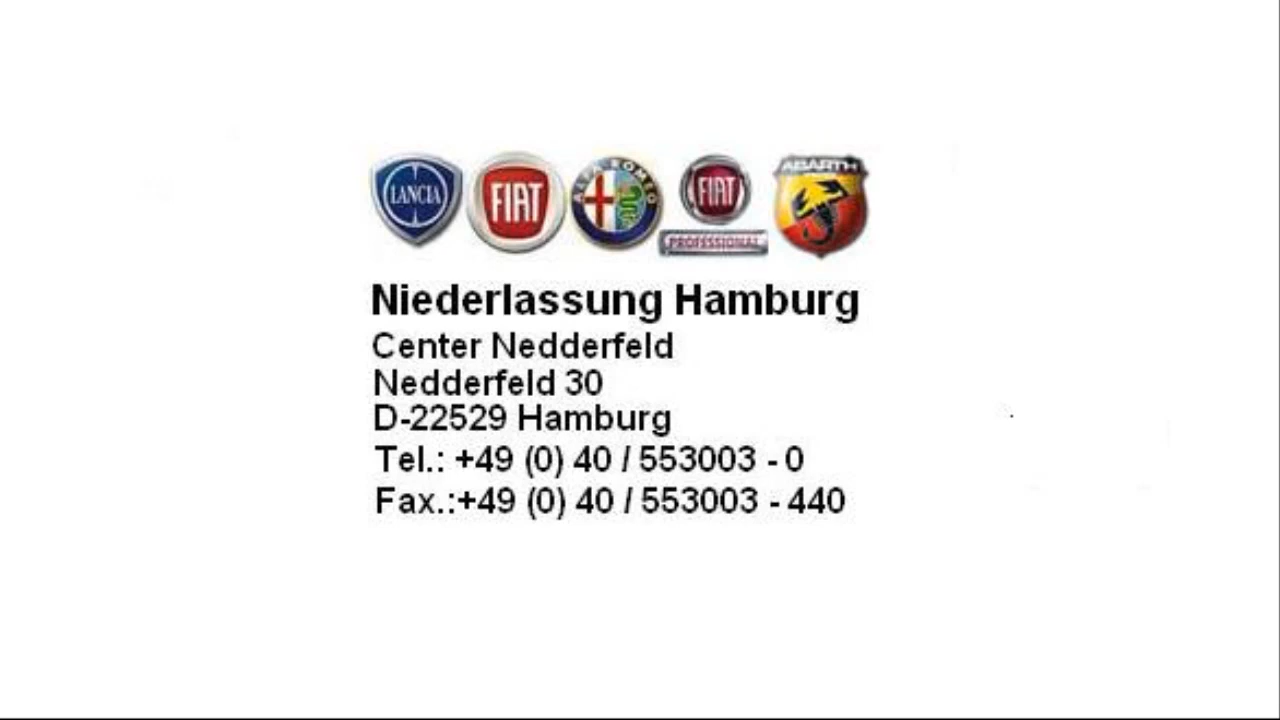 LANCIA
FIAT
ALFA ROMEO
FIAT
PROFESSIONAL
ABARTH
Niederlassung Hamburg
Center Nedderfeld
Nedderfeld 30
D-22529 Hamburg
Tel.: +49 (0) 40 / 553003 - 0
Fax.:+49 (0) 40 / 553003 - 440